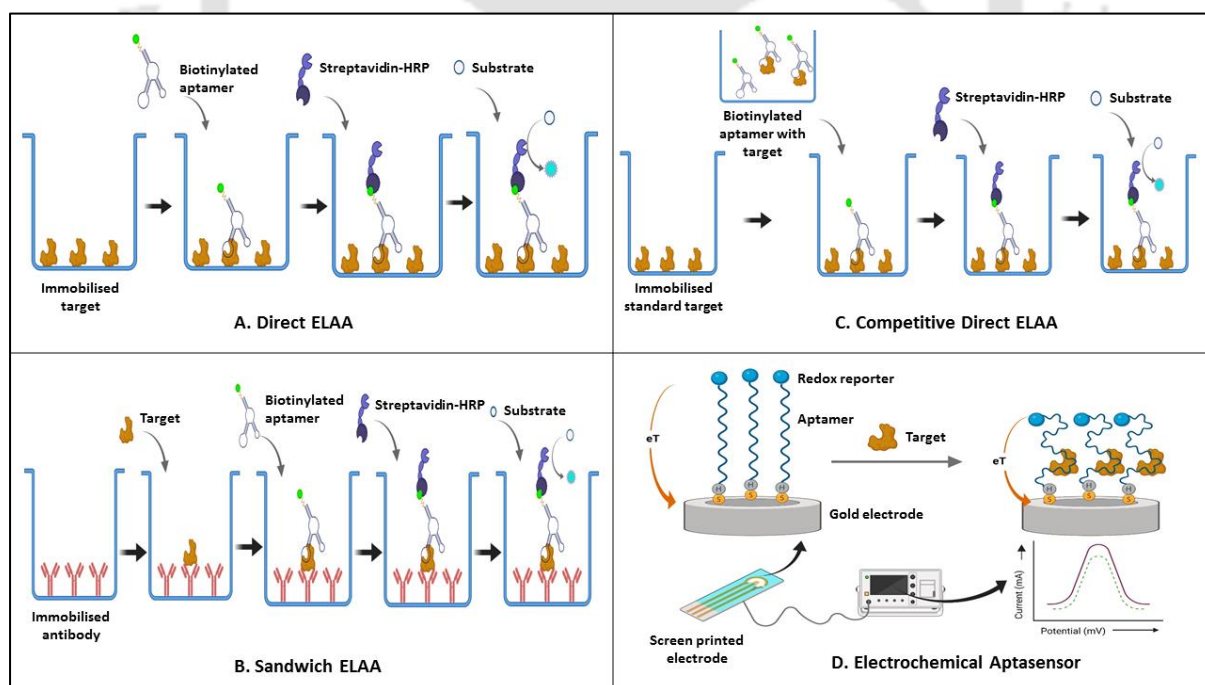 Biotinylated
aptamer
Streptavidin-HRP
Substrate
Immobilised
target
A. Direct ELAA
Biotinylated
aptamer with
target
Streptavidin-HRP
Substrate
Immobilised
standard target
C. Competitive Direct ELAA
Target
Biotinylated
aptamer
Streptavidin-HRP
Substrate
Immobilised
antibody
B. Sandwich ELAA
Redox reporter
Aptamer
Target
eT
eT
H
H
H
S
S
S
H
H
H
S
S
S
Gold electrode
Screen printed
electrode
Current (mA)
Potential (mV)
D. Electrochemical Aptasensor